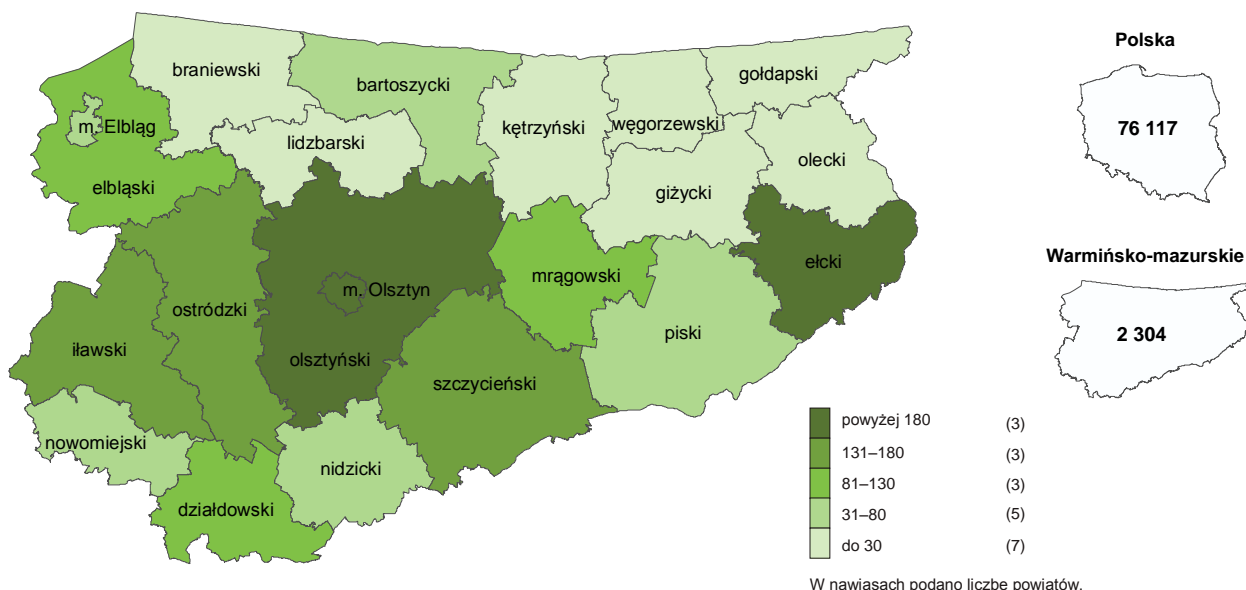 braniewski
bartoszycki
gołdapski
m. Elbląg
lidzbarski
kętrzyński
węgorzewski
olecki
elbląski
giżycki
ełcki
mrągowski
m. Olsztyn
ostródzki
piski
iławski
olsztyński
szczycieński
nowomiejski
nidzicki
działdowski
Polska
76 117
Warmińsko-mazurskie
2 304
powyżej 180 (3)
131–180 (3)
81–130 (3)
31–80 (5)
do 30 (7)
W nawiasach podano liczbę powiatów.